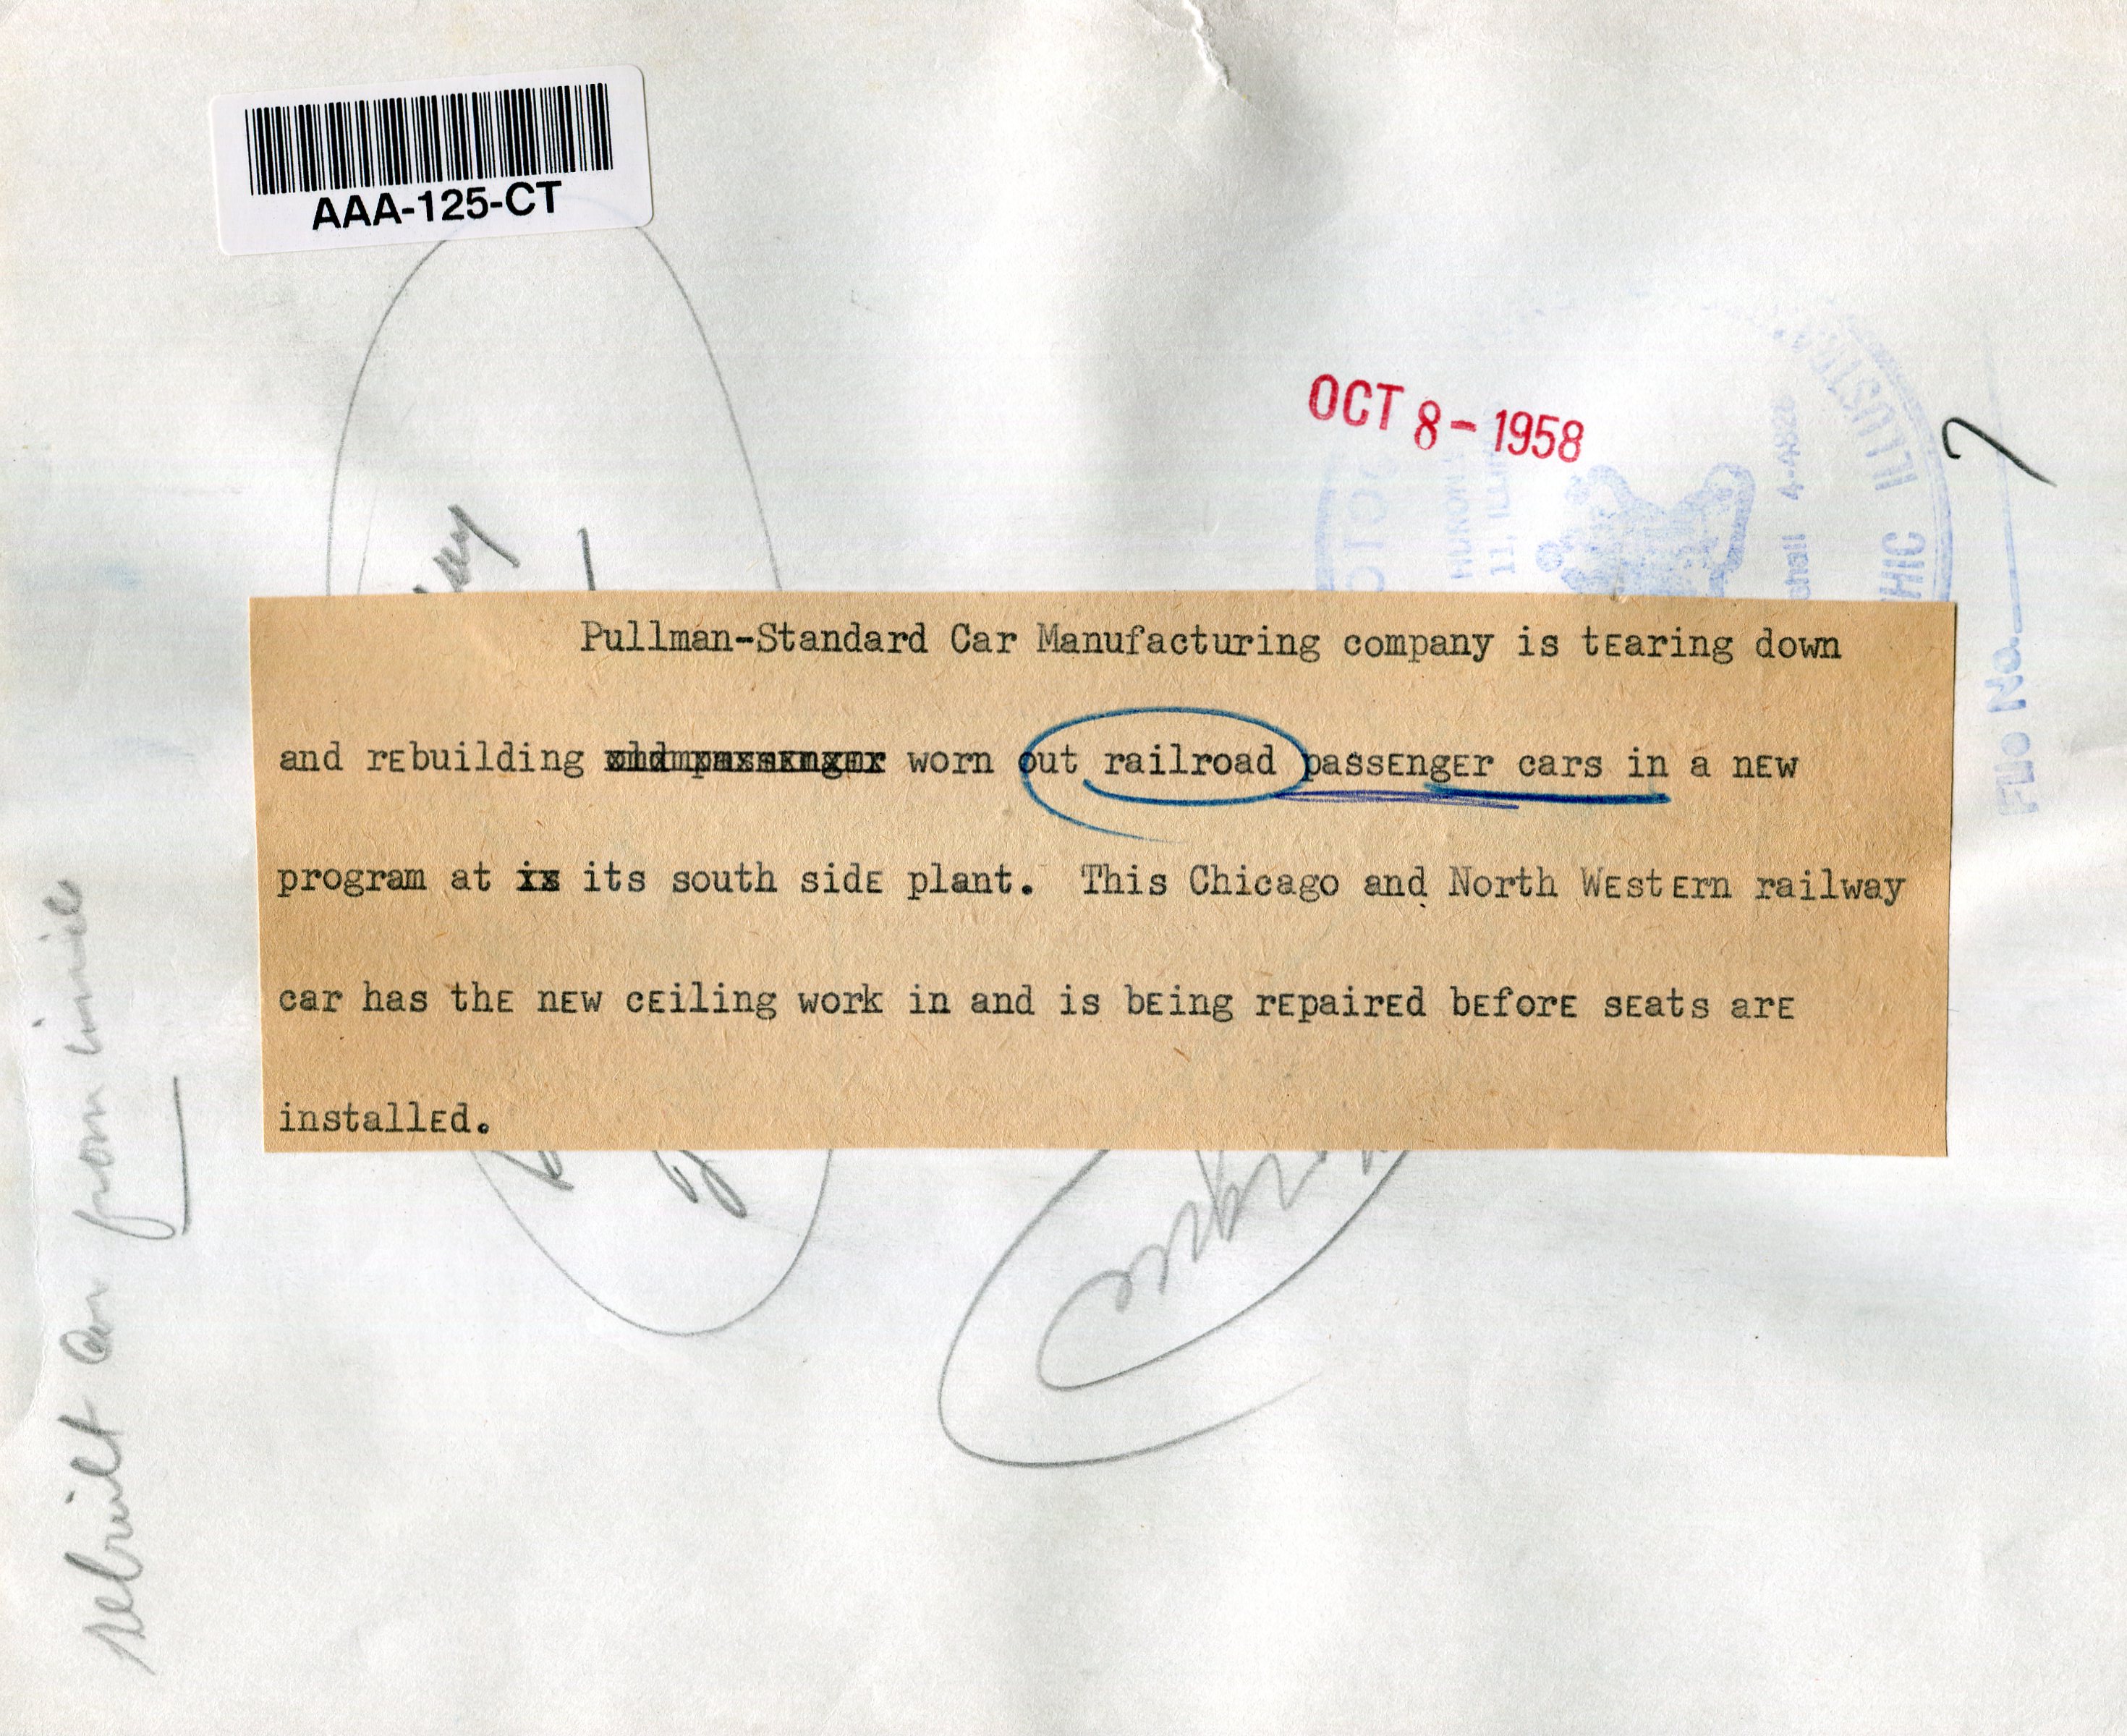 AAA-125-CT
OCT 8 - 1958
Pullman-Standard Car Manufacturing company is tEaring down
and rEbuilding worn out railroad passEngEr cars in a nEw
program at its south sidE plant. This Chicago and North WEstErn railway
car has thE nEw cEiling work in and is bEing rEpairEd bEforE sEats arE
installEd.
rebuilt car from inside
File No.
4-4828